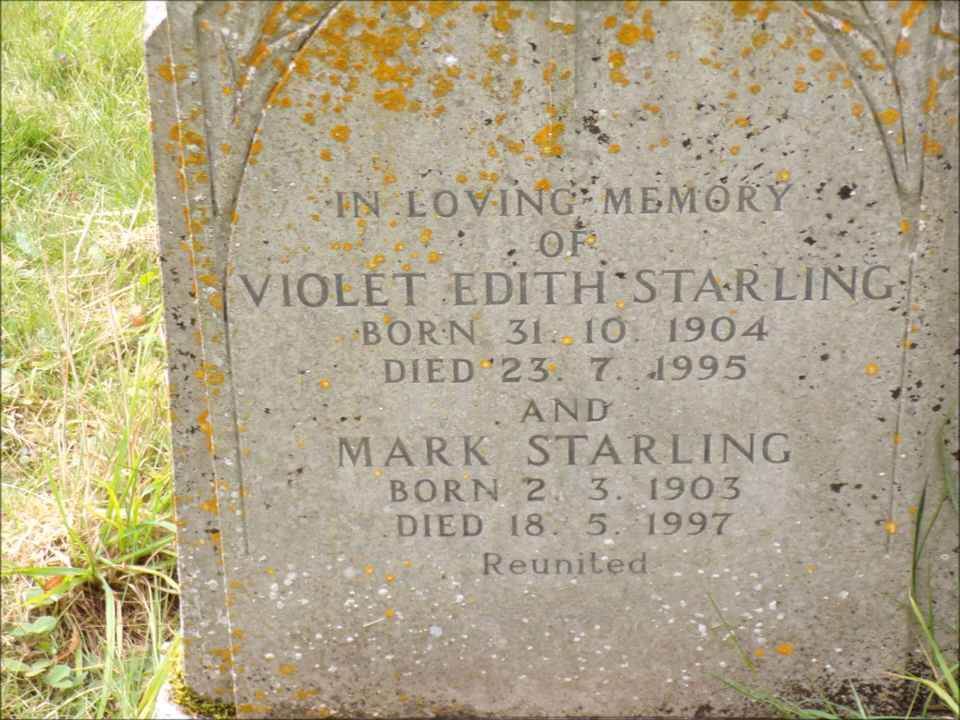 IN LOVING MEMORY
OF
VIOLET EDITH STARLING
BORN 31. 10. 1904
DIED 23. 7. 1995
AND
MARK STARLING
BORN 2. 3. 1903
DIED 18. 5. 1997
Reunited